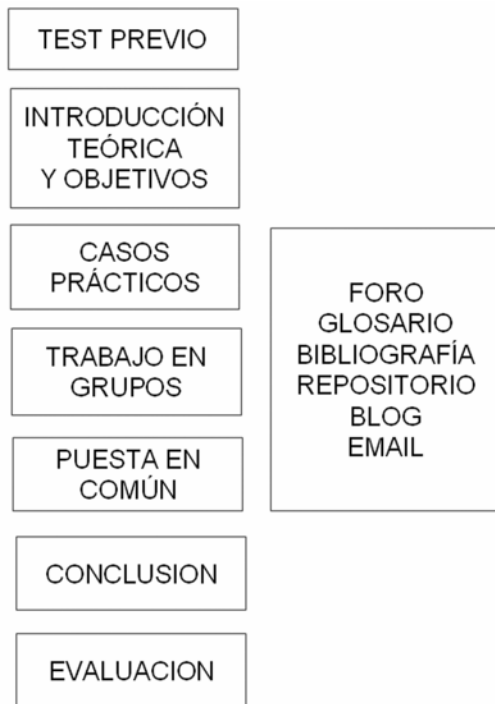 TEST PREVIO
INTRODUCCIÓN
TEÓRICA
Y OBJETIVOS
CASOS
PRÁCTICOS
TRABAJO EN
GRUPOS
PUESTA EN
COMÚN
FORO
GLOSARIO
BIBLIOGRAFÍA
REPOSITORIO
BLOG
EMAIL
CONCLUSION
EVALUACION